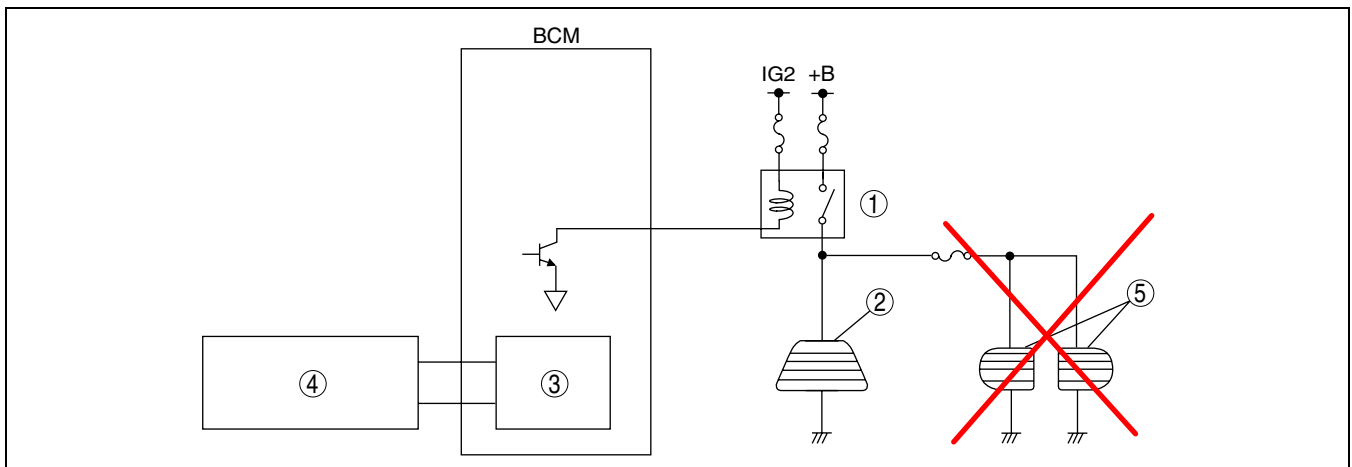 BCM
IG2 +B
①
②
⑤
④
③